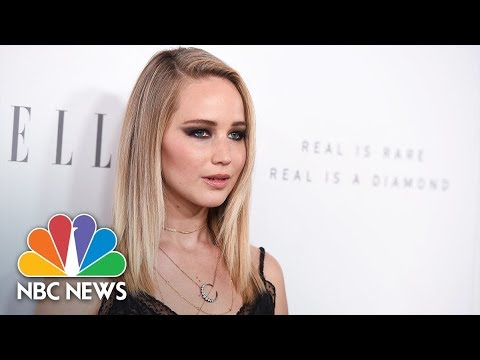 ELL
REAL IS RARE
REAL IS A DIAMOND
NBC NEWS